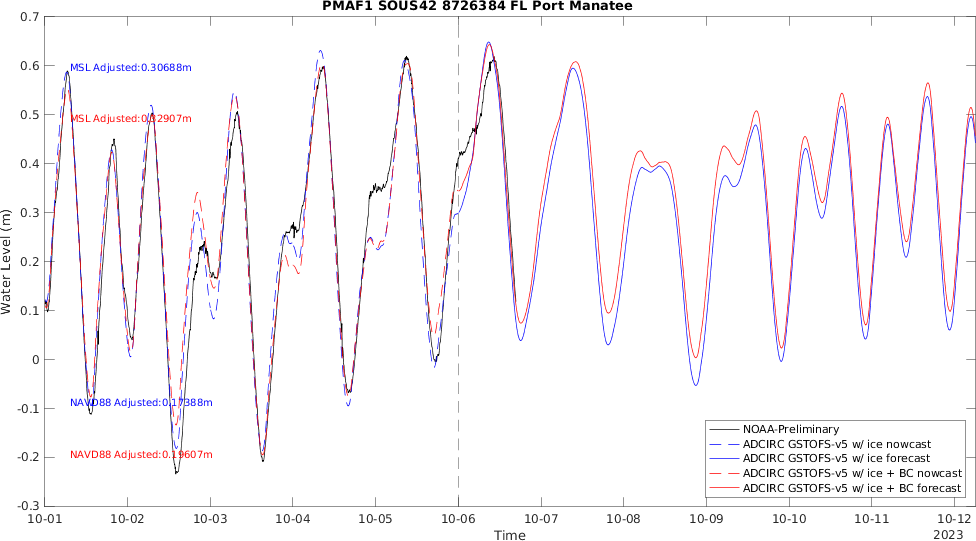 PMAF1 SOUS42 8726384 FL Port Manatee
0.7
0.6
0.5
0.4
0.3
0.2
0.1
0
-0.1
-0.2
-0.3
Water Level (m)
MSL Adjusted:0.30688m
MSL Adjusted:0.32907m
NAVD88 Adjusted:0.17388m
NAVD88 Adjusted:0.19607m
NOAA-Preliminary
ADCIRC GSTOFS-v5 w/ ice nowcast
ADCIRC GSTOFS-v5 w/ ice forecast
ADCIRC GSTOFS-v5 w/ ice + BC nowcast
ADCIRC GSTOFS-v5 w/ ice + BC forecast
10-01 10-02 10-03 10-04 10-05 10-06 10-07 10-08 10-09 10-10 10-11 10-12
Time
2023